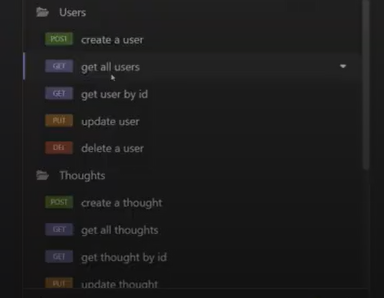 Users
POST create a user
GET get all users
GET get user by id
PUT update user
DEL delete a user
Thoughts
POST create a thought
GET get all thoughts
GET get thought by id
PUT update thought